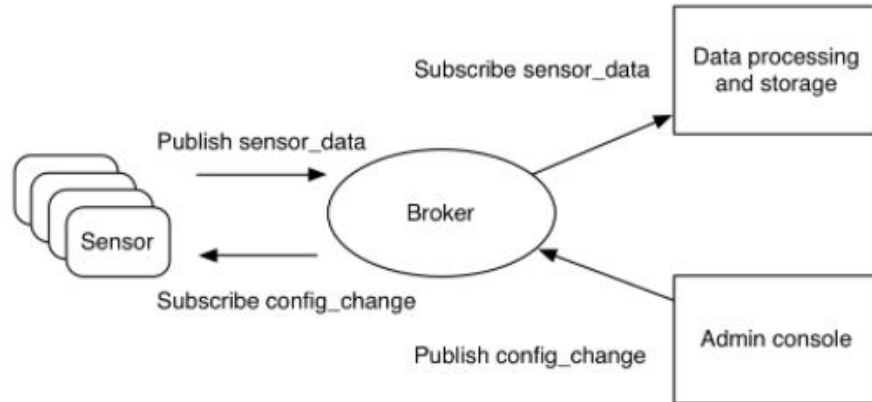 Subscribe sensor_data
Data processing
and storage
Publish sensor_data
Broker
Sensor
Subscribe config_change
Publish config_change
Admin console